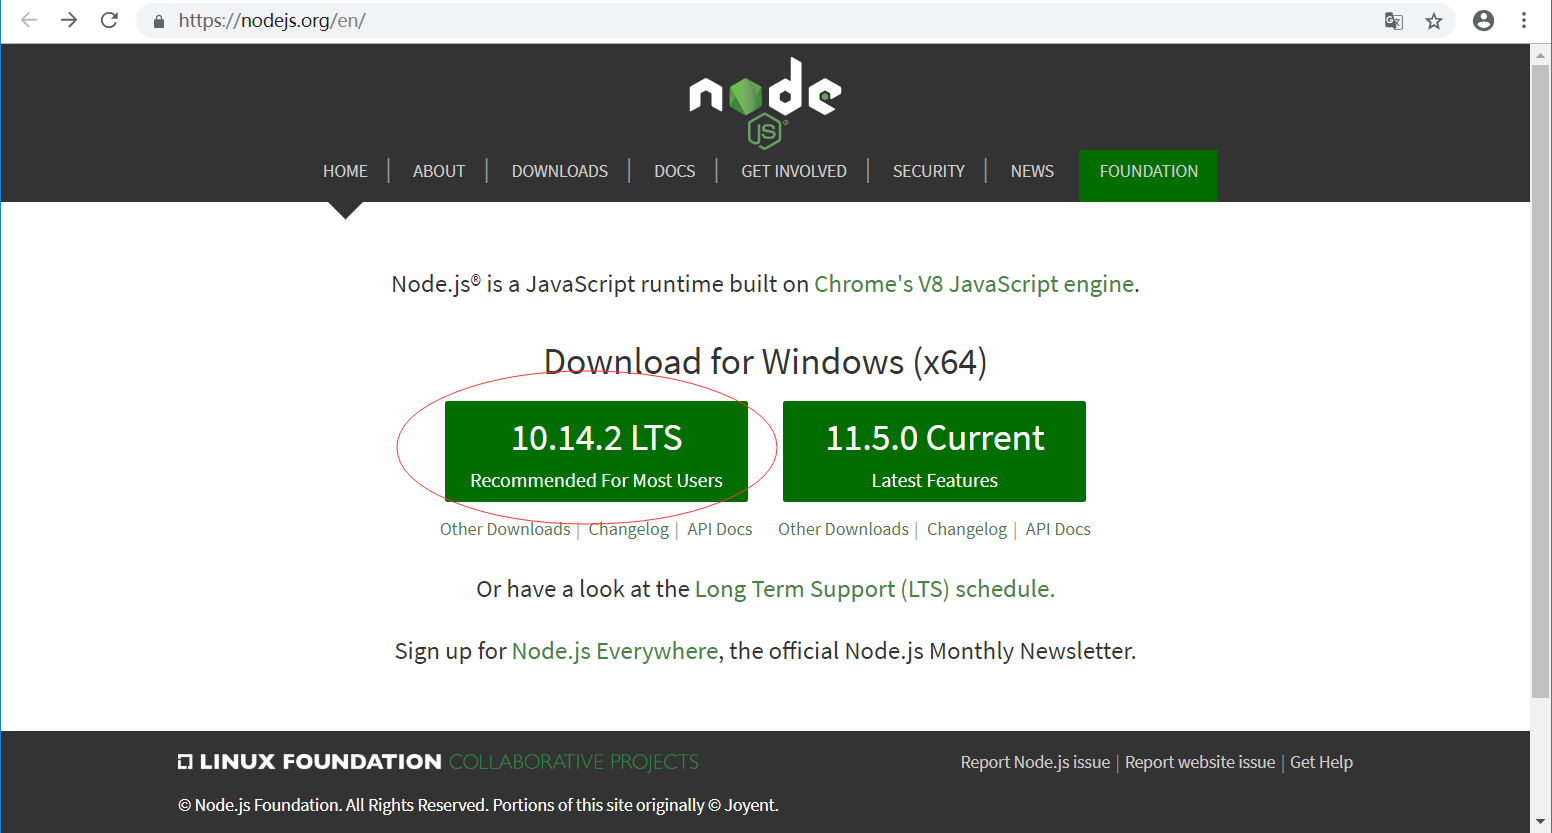 https://nodejs.org/en/
node
JS®
HOME | ABOUT | DOWNLOADS | DOCS | GET INVOLVED | SECURITY | NEWS FOUNDATION
Node.js® is a JavaScript runtime built on Chrome's V8 JavaScript engine.
Download for Windows (x64)
10.14.2 LTS
Recommended For Most Users
Other Downloads | Changelog | API Docs
11.5.0 Current
Latest Features
Other Downloads | Changelog | API Docs
Or have a look at the Long Term Support (LTS) schedule.
Sign up for Node.js Everywhere, the official Node.js Monthly Newsletter.
LINUX FOUNDATION COLLABORATIVE PROJECTS
Report Node.js issue | Report website issue | Get Help
© Node.js Foundation. All Rights Reserved. Portions of this site originally © Joyent.